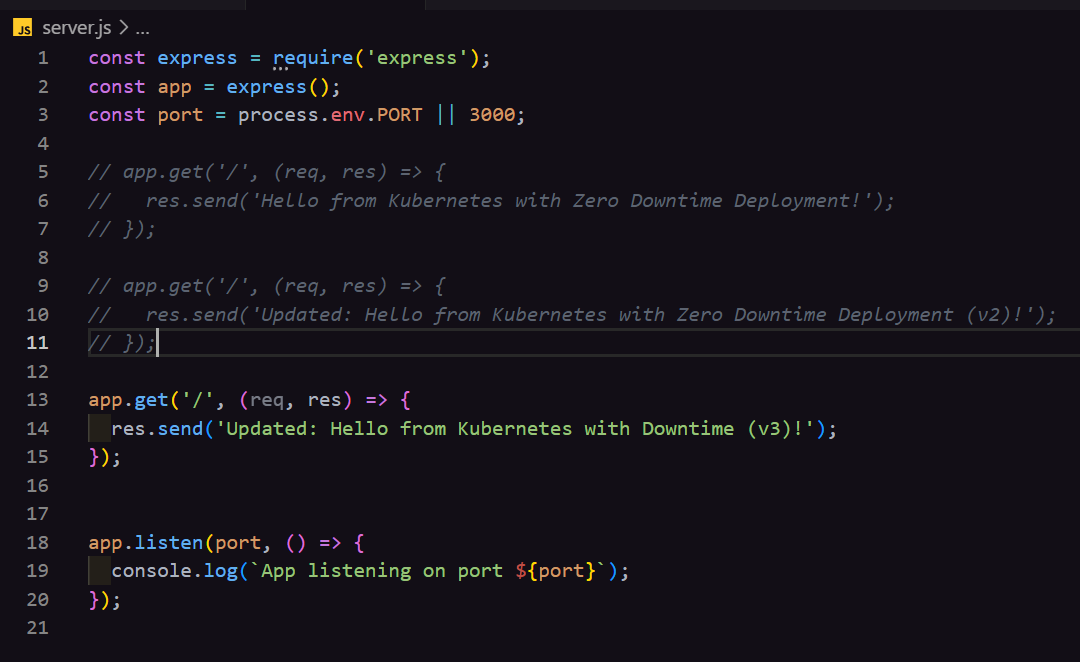 JS server.js > ...
1 const express = require('express');
2 const app = express();
3 const port = process.env.PORT || 3000;
4
5 // app.get('/', (req, res) => {
6 //   res.send('Hello from Kubernetes with Zero Downtime Deployment!');
7 // });
8
9 // app.get('/', (req, res) => {
10 //   res.send('Updated: Hello from Kubernetes with Zero Downtime Deployment (v2)!');
11 // });
12
13 app.get('/', (req, res) => {
14   res.send('Updated: Hello from Kubernetes with Downtime (v3)!');
15 });
16
17
18 app.listen(port, () => {
19   console.log(`App listening on port ${port}`);
20 });
21